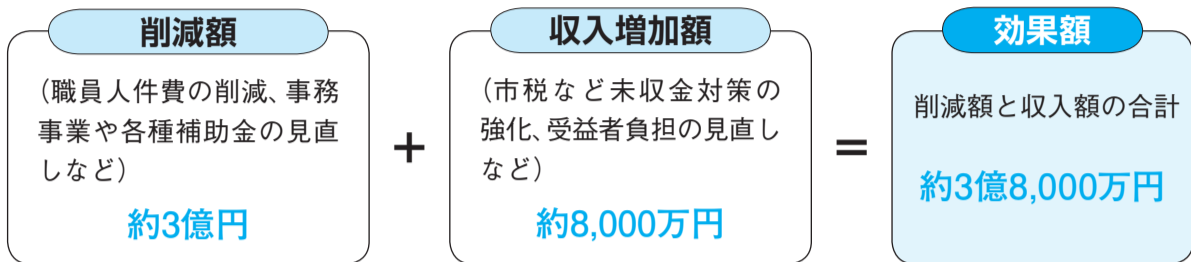 削減額
(職員人件費の削減、事務
事業や各種補助金の見直
しなど)
約3億円
+
収入増加額
(市税など未収金対策の
強化、受益者負担の見直し
など)
約8,000万円
=
効果額
削減額と収入額の合計
約3億8,000万円